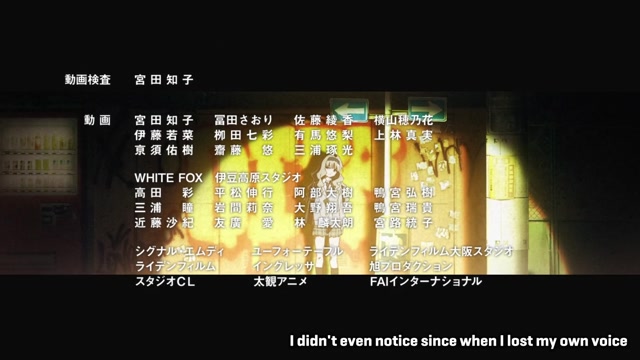 動画検査 宮田知子
動画 宮田知子 冨田さおり 佐藤綾香 横山穂乃花
伊藤若菜 栁田七彩 有馬悠梨 上林真実
京須佑樹 齋藤悠 三浦琢光
WHITE FOX 伊豆高原スタジオ
高田彩 平松伸行 阿部大樹 鴨宮弘樹
三浦瞳 岩間莉奈 大野翔吾 鴨宮瑞貴
近藤沙紀 友廣愛 林麟太朗 宮路統子
シグナル・エムディ ユーフォーテーブル ライデンフィルム大阪スタジオ
ライデンフィルム インクレッサ 旭プロダクション
スタジオCL 太観アニメ FAIインターナショナル
I didn't even notice since when I lost my own voice